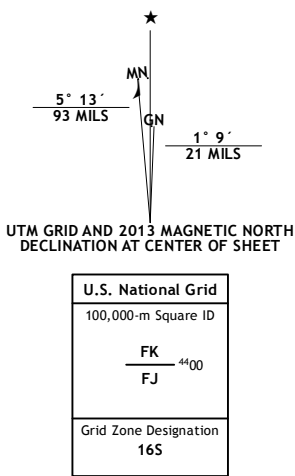 MN
GN
5° 13´
93 MILS
1° 9´
21 MILS
UTM GRID AND 2013 MAGNETIC NORTH
DECLINATION AT CENTER OF SHEET
U.S. National Grid
100,000-m Square ID
FK
4400
FJ
Grid Zone Designation
16S